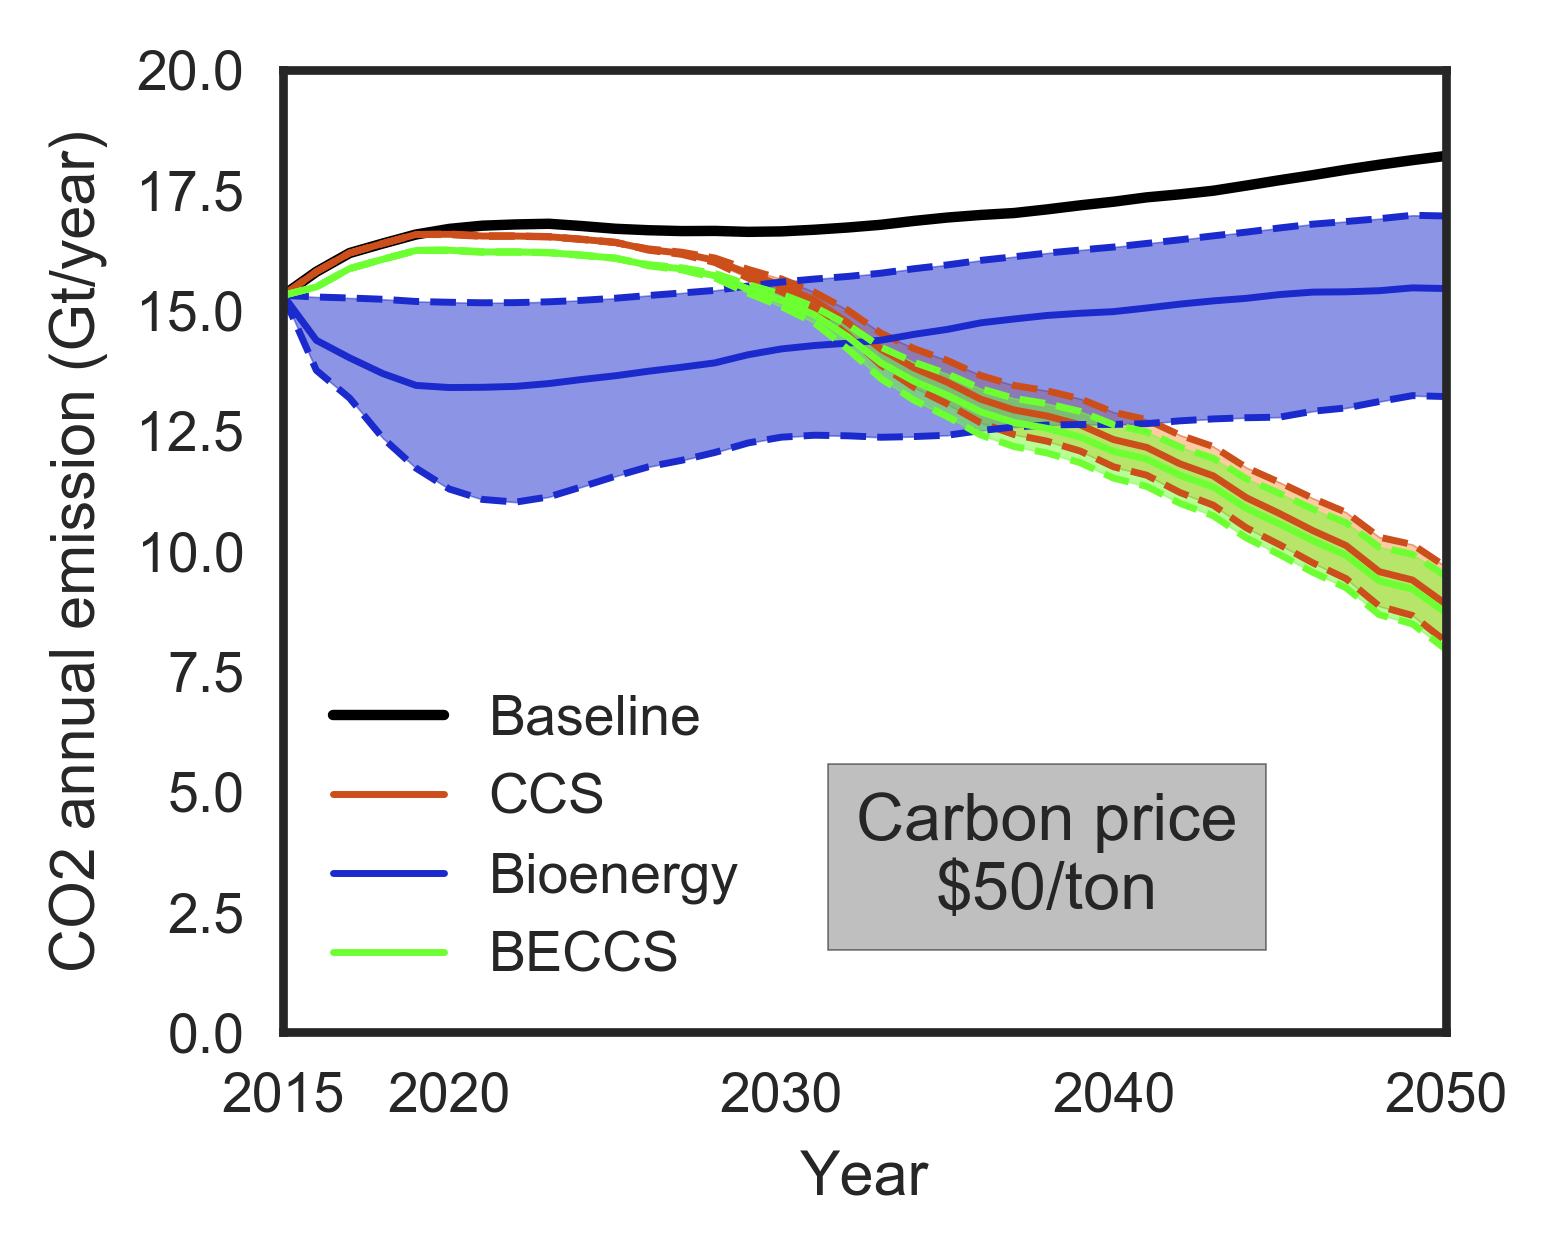 20.0
17.5
15.0
12.5
10.0
7.5
5.0
2.5
0.0
CO2 annual emission (Gt/year)
Baseline
CCS
Bioenergy
BECCS
Carbon price
$50/ton
2015 2020 2030 2040 2050
Year